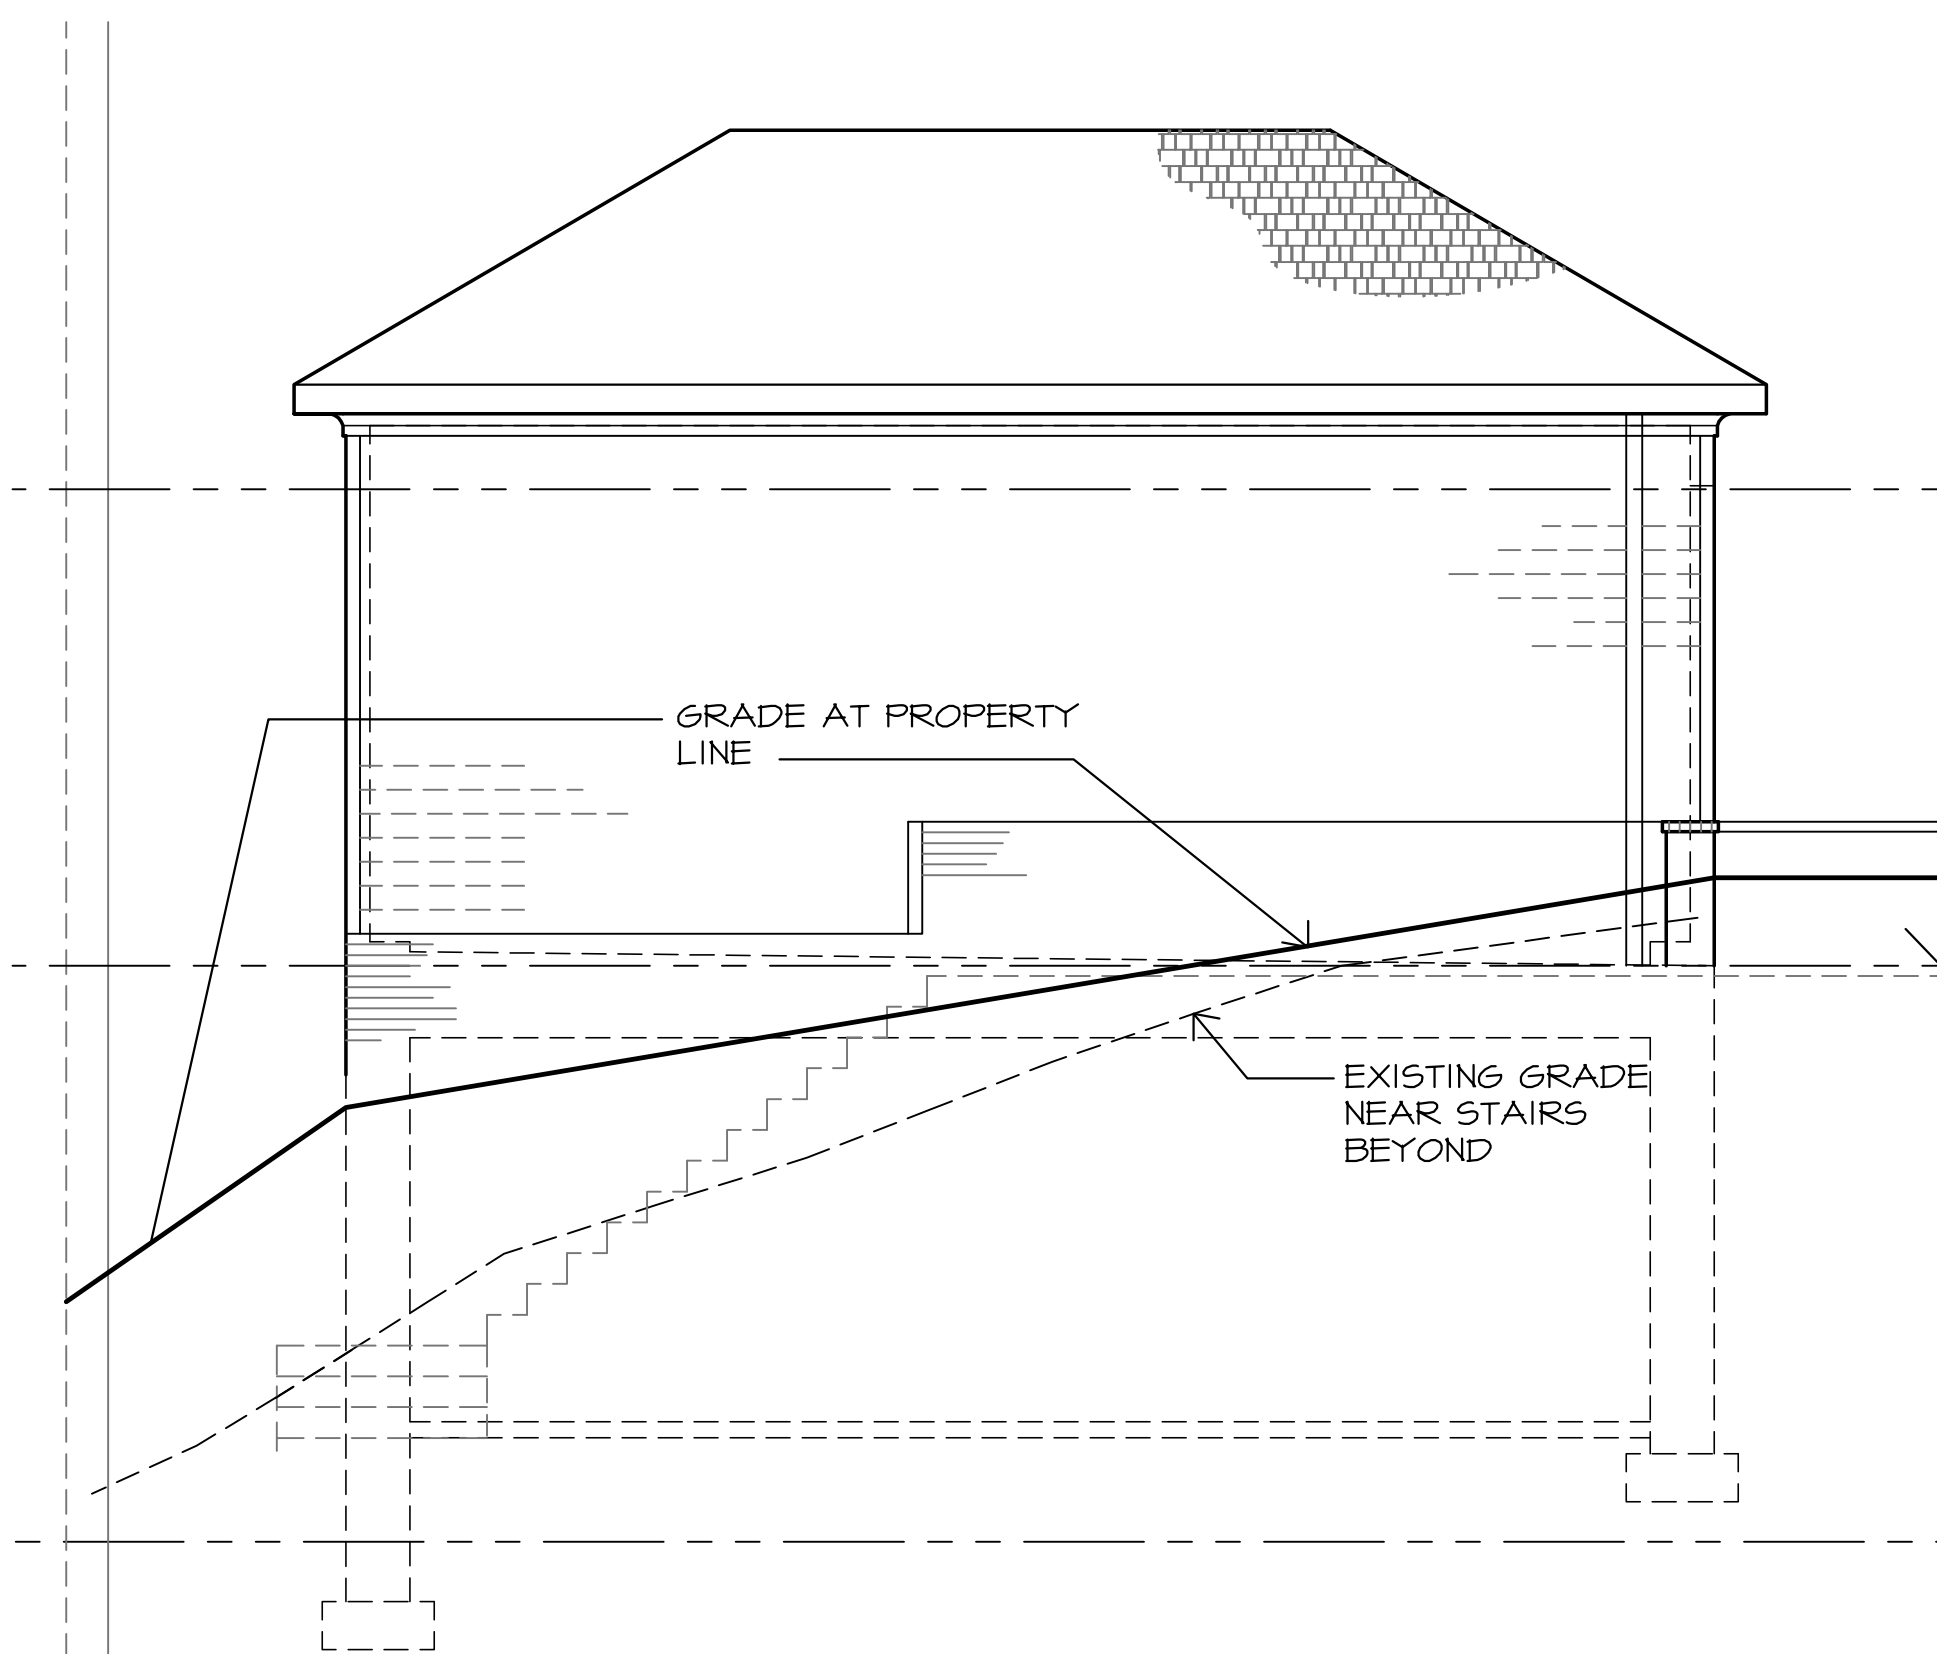 GRADE AT PROPERTY
LINE
EXISTING GRADE
NEAR STAIRS
BEYOND